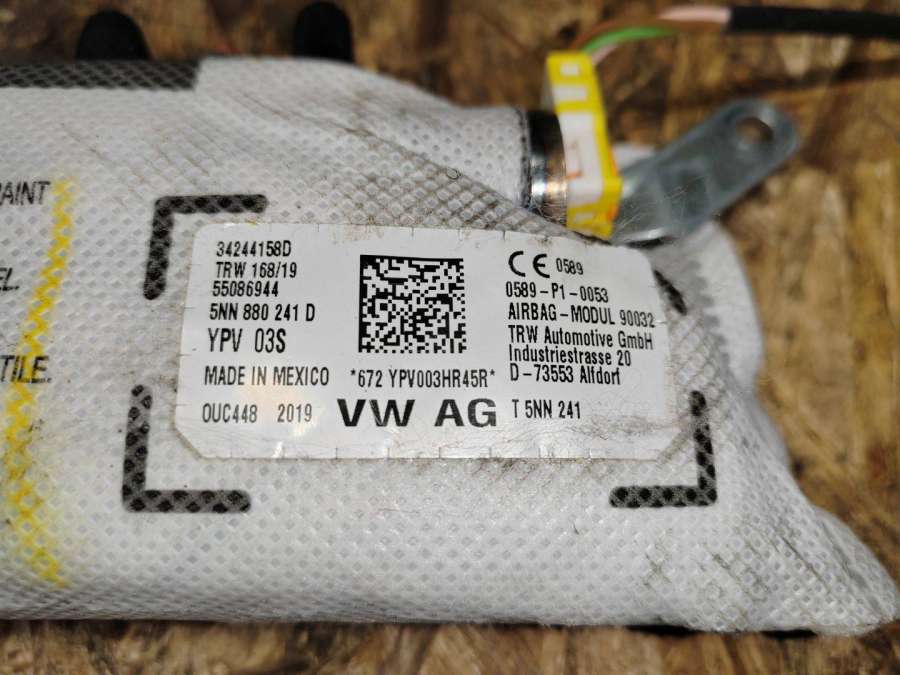 AINT
EL.
TILE.
34244158D
TRW 168/19
55086944
5NN 880 241 D
YPV 03S
MADE IN MEXICO
*672 YPV003HR45R*
OUC448 2019
VW AG
T 5NN 241
CE 0589
0589-P1-0053
AIRBAG-MODUL 90032
TRW Automotive GmbH
Industriestrasse 20
D-73553 Alfdorf